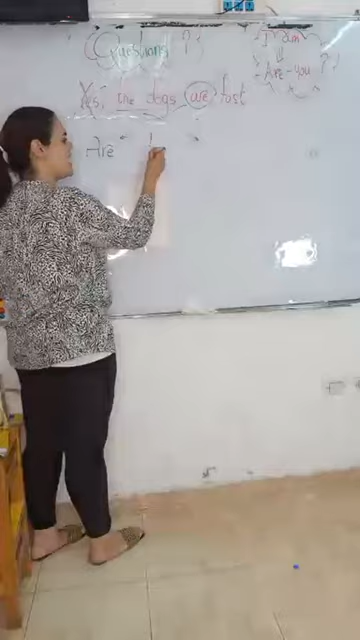 Questions ?
I am
- Are - you ?
Yes, the dogs are fast
Are